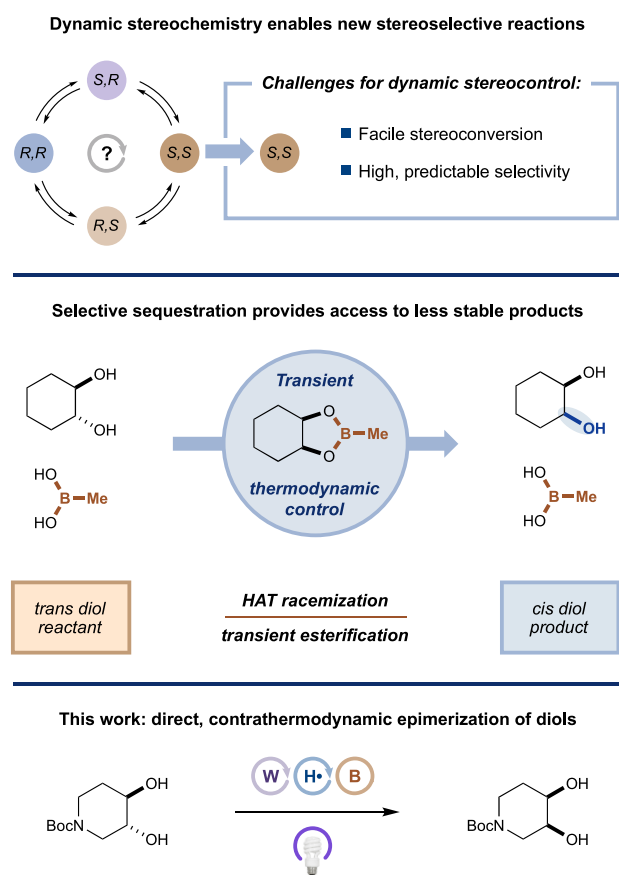 Dynamic stereochemistry enables new stereoselective reactions
S,R
R,R
?
S,S
S,S
R,S
Challenges for dynamic stereocontrol:
Facile stereoconversion
High, predictable selectivity
Selective sequestration provides access to less stable products
OH
OH
HO
B Me
HO
Transient
O
B Me
O
thermodynamic
control
OH
OH
HO
B Me
HO
trans diol
reactant
HAT racemization
transient esterification
cis diol
product
This work: direct, contrathermodynamic epimerization of diols
OH
OH
BocN
W H• B
OH
OH
BocN